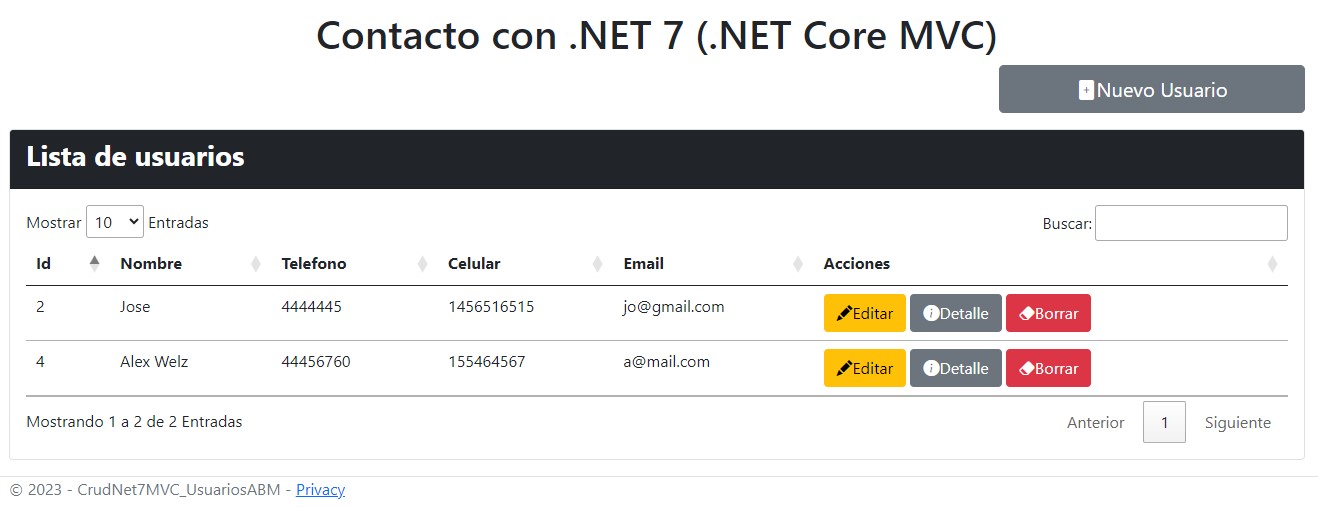 Contacto con .NET 7 (.NET Core MVC)
Nuevo Usuario
Lista de usuarios
Mostrar 10 Entradas Buscar:
Id Nombre Telefono Celular Email Acciones
2 Jose 4444445 1456516515 jo@gmail.com Editar Detalle Borrar
4 Alex Welz 44456760 155464567 a@mail.com Editar Detalle Borrar
Mostrando 1 a 2 de 2 Entradas Anterior 1 Siguiente
© 2023 - CrudNet7MVC_UsuariosABM - Privacy